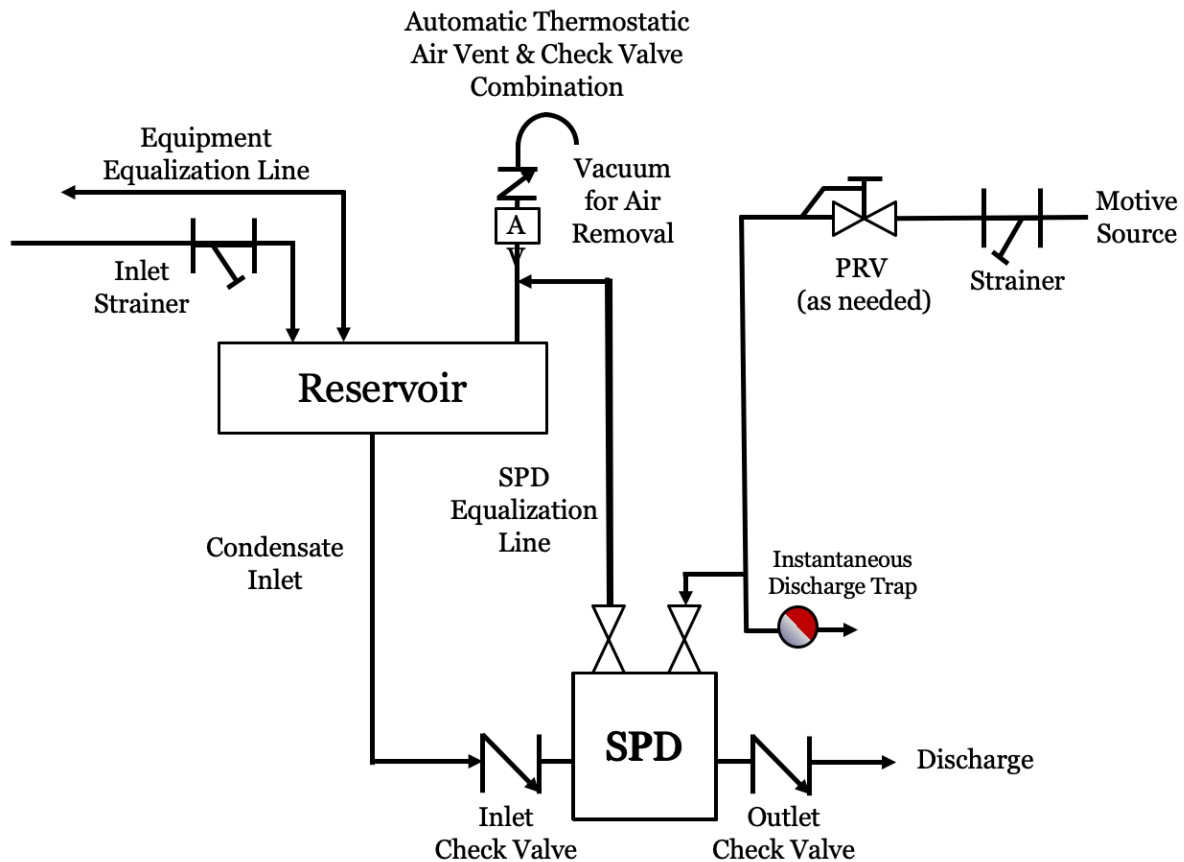 Automatic Thermostatic
Air Vent & Check Valve
Combination
Equipment
Equalization Line
Vacuum
for Air
Removal
A
V
Motive
Source
Inlet
Strainer
PRV
(as needed)
Strainer
Reservoir
SPD
Equalization
Line
Condensate
Inlet
Instantaneous
Discharge Trap
SPD
Discharge
Inlet
Check Valve
Outlet
Check Valve